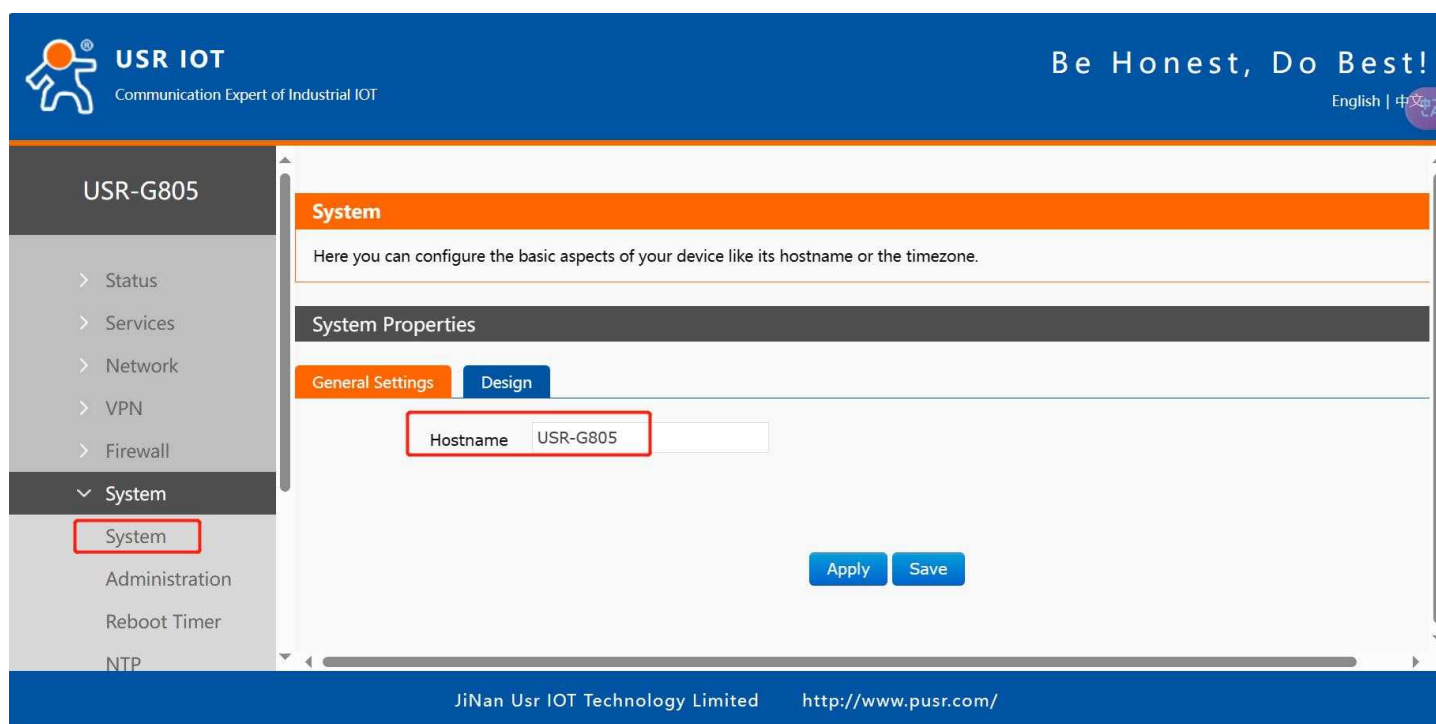 USR IOT
Communication Expert of Industrial IOT
Be Honest, Do Best!
English | 中文
USR-G805
Status
Services
Network
VPN
Firewall
System
System
Administration
Reboot Timer
NTP
System
Here you can configure the basic aspects of your device like its hostname or the timezone.
System Properties
General Settings
Design
Hostname USR-G805
Apply
Save
JiNan Usr IOT Technology Limited http://www.pusr.com/